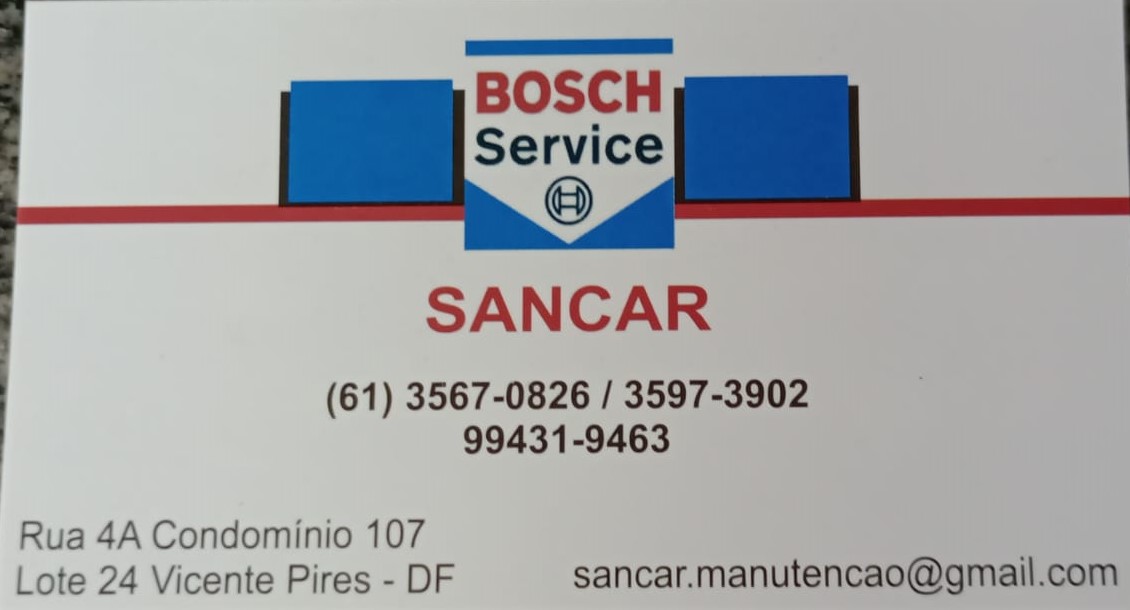 BOSCH
Service
SANCAR
(61) 3567-0826 / 3597-3902
99431-9463
Rua 4A Condomínio 107
Lote 24 Vicente Pires - DF
sancar.manutencao@gmail.com